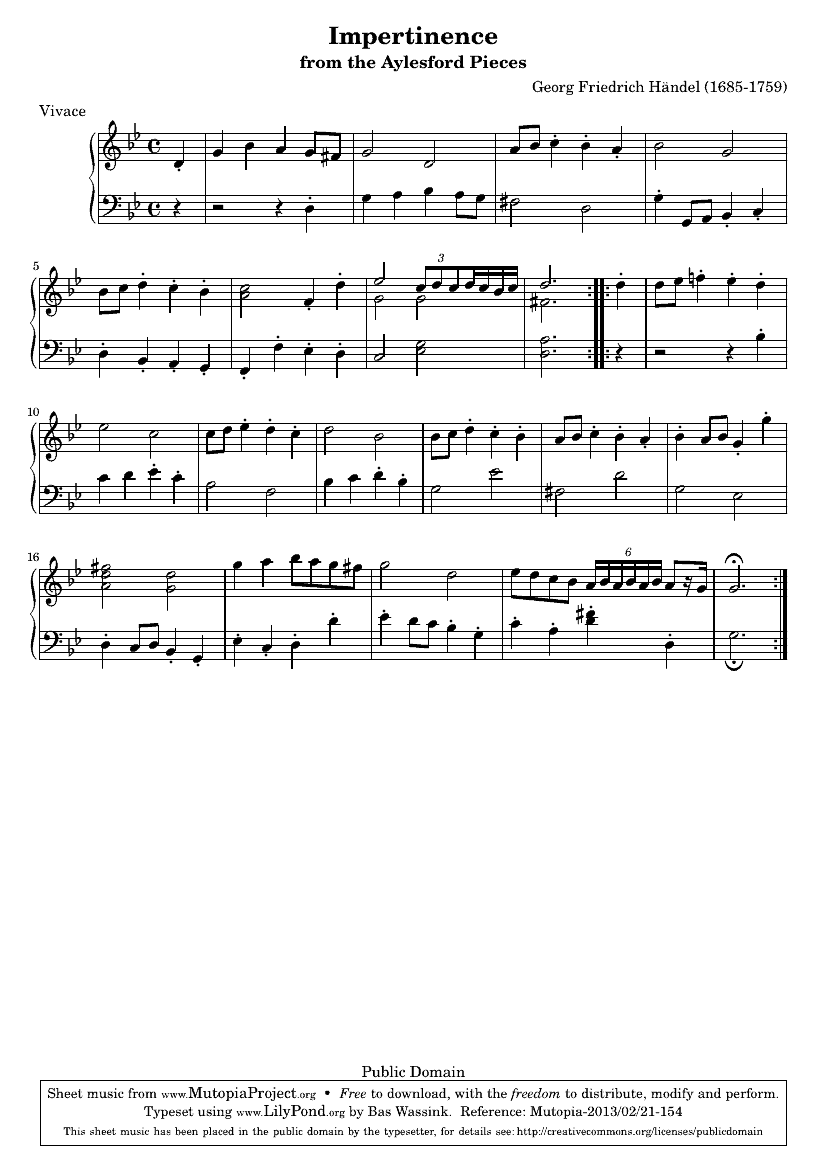 Impertinence
from the Aylesford Pieces
Georg Friedrich Händel (1685-1759)
Vivace
3
5
10
16
6
Public Domain
Sheet music from www.MutopiaProject.org • Free to download, with the freedom to distribute, modify and perform.
Typeset using www.LilyPond.org by Bas Wassink. Reference: Mutopia-2013/02/21-154
This sheet music has been placed in the public domain by the typesetter, for details see: http://creativecommons.org/licenses/publicdomain